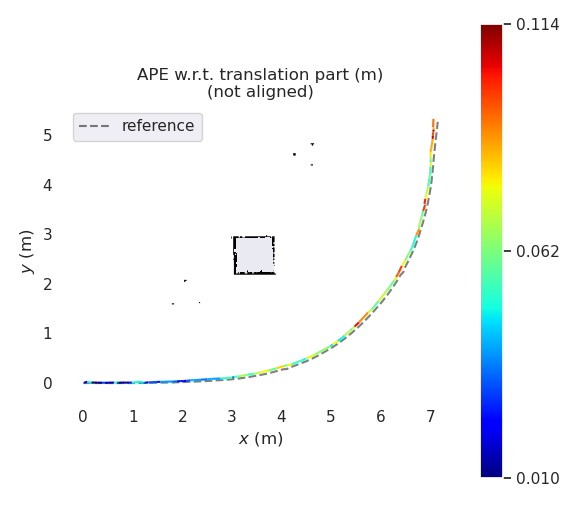 APE w.r.t. translation part (m)
(not aligned)
reference
0.114
0.062
0.010
5
4
3
2
1
0
y (m)
0 1 2 3 4 5 6 7
x (m)